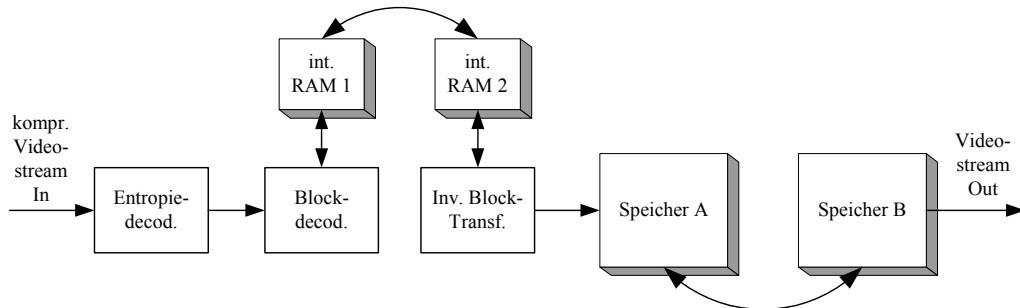 int.
RAM 1
int.
RAM 2
kompr.
Video-
stream
In
Entropie-
decod.
Block-
decod.
Inv. Block-
Transf.
Speicher A
Speicher B
Video-
stream
Out